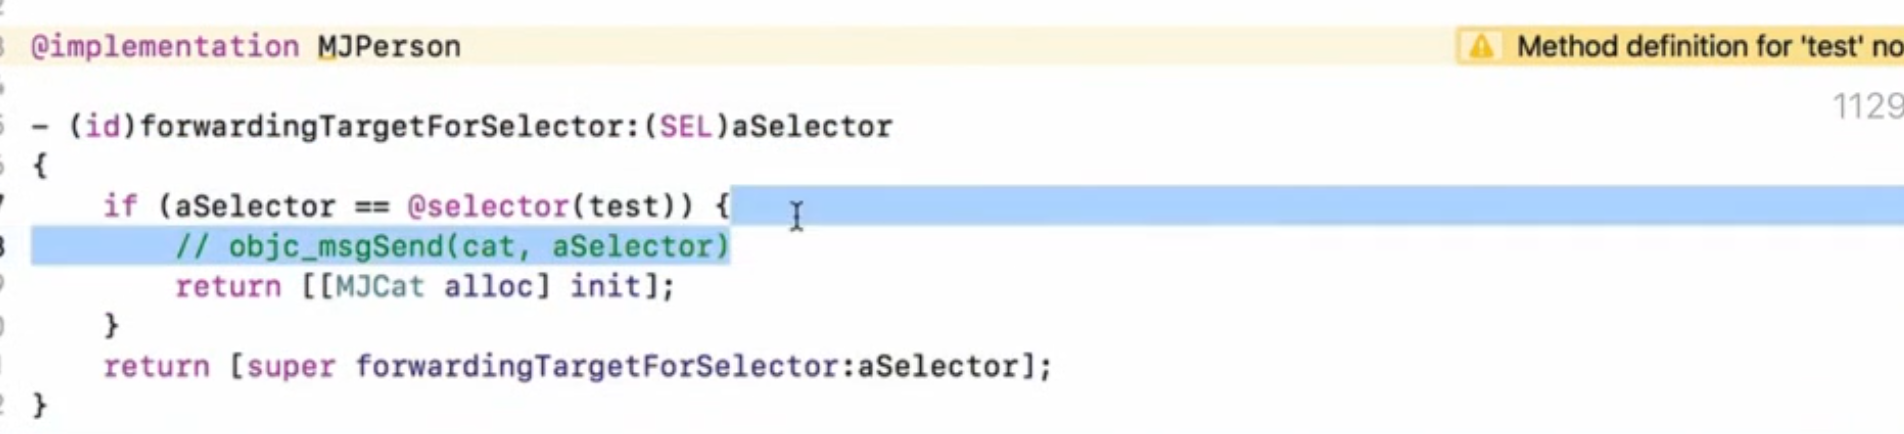 @implementation MJPerson
Method definition for 'test' no
1129
- (id)forwardingTargetForSelector:(SEL)aSelector
{
if (aSelector == @selector(test)) {
// objc_msgSend(cat, aSelector)
return [[MJCat alloc] init];
}
return [super forwardingTargetForSelector:aSelector];
}